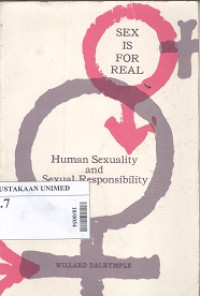 SEX
IS
FOR
REAL
Human Sexuality
and
Sexual Responsibility
USTAKAAN UNIMED
.7
WILLARD DALRYMPLE